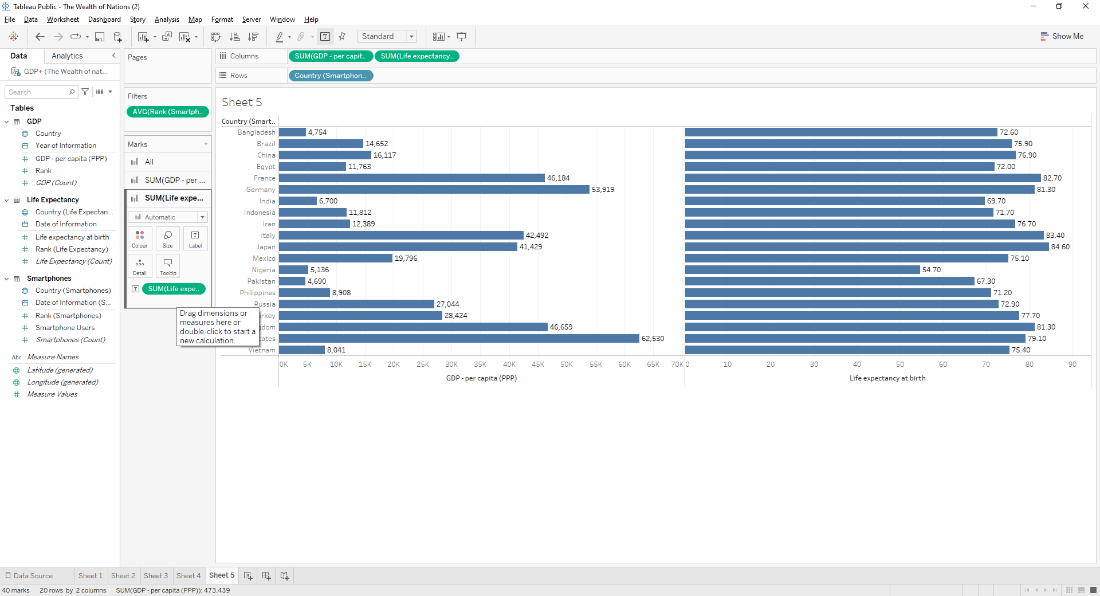 Tableau Public - The Wealth of Nations (2)
File Data Worksheet Dashboard Story Analysis Map Format Server Window Help
Standard
Show Me
Data Analytics
GDP+ (The Wealth of nat...
Search
Tables
GDP
Country
Year of Information
GDP - per capita (PPP)
Rank
GDP (Count)
Life Expectancy
Country (Life Expectan...
Date of Information
Life expectancy at birth
Rank (Life Expectancy)
Life Expectancy (Count)
Smartphones
Country (Smartphones)
Date of Information (S...
Rank (Smartphones)
Smartphone Users
Smartphones (Count)
Abc Measure Names
Latitude (generated)
Longitude (generated)
Measure Values
Pages
Filters
AVG(Rank (Smartph..
Marks
All
SUM(GDP - per ...
SUM(Life expe...
Automatic
Colour Size Label
Detail Tooltip
SUM(Life expe..
Drag dimensions or
measures here or
double-click to start a
new calculation.
Columns SUM(GDP - per capit.. SUM(Life expectancy..
Rows Country (Smartphon..
Sheet 5
Country (Smart..
Bangladesh 4,754 72.60
Brazil 14,652 75.90
China 16,117 76.90
Egypt 11,763 72.00
France 46,184 82.70
Germany 53,919 81.30
India 6,700 69.70
Indonesia 11,812 71.70
Iran 12,389 76.70
Italy 42,492 83.40
Japan 41,429 84.60
Mexico 19,796 75.10
Nigeria 5,136 54.70
Pakistan 4,690 67.30
Philippines 8,908 71.20
Russia 27,044 72.90
urkey 28,424 77.70
gdom 46,659 81.30
tates 62,530 79.10
Vietnam 8,041 75.40
0K 5K 10K 15K 20K 25K 30K 35K 40K 45K 50K 55K 60K 65K 70K 0 10 20 30 40 50 60 70 80 90
GDP - per capita (PPP) Life expectancy at birth
Data Source Sheet 1 Sheet 2 Sheet 3 Sheet 4 Sheet 5
40 marks 20 rows by 2 columns SUM(GDP - per capita (PPP)): 473,439